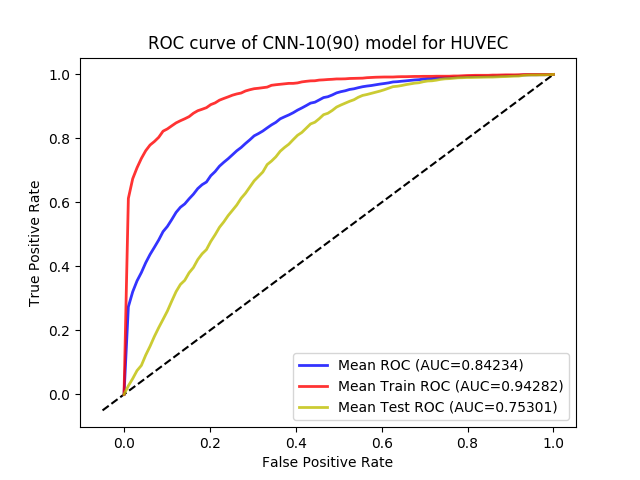 ROC curve of CNN-10(90) model for HUVEC
True Positive Rate
1.0
0.8
0.6
0.4
0.2
0.0
Mean ROC (AUC=0.84234)
Mean Train ROC (AUC=0.94282)
Mean Test ROC (AUC=0.75301)
0.0 0.2 0.4 0.6 0.8 1.0
False Positive Rate